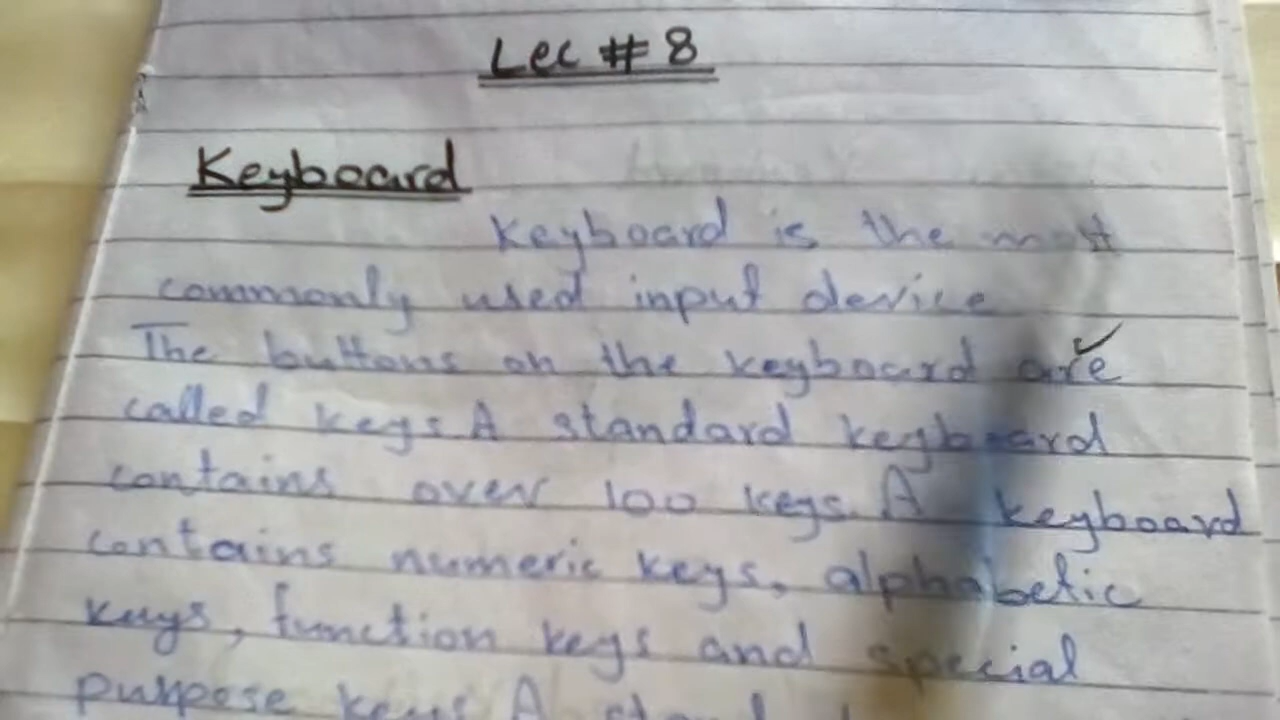 Lec # 8
Keyboard
Keyboard is the most
commonly used input device
The buttons on the keyboard are
called keys. A standard keyboard
contains over 100 keys. A keyboard
contains numeric keys, alphabetic
keys, function keys and special
purpose keys. A